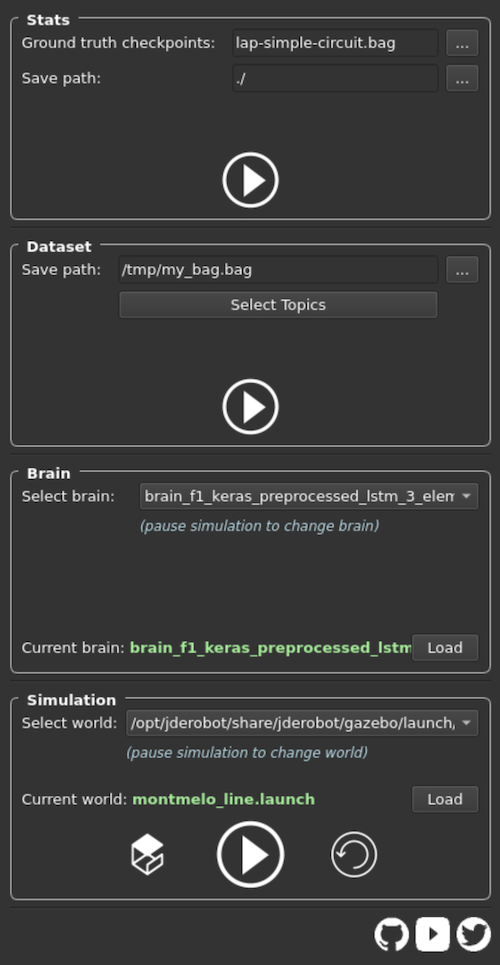 Stats
Ground truth checkpoints: lap-simple-circuit.bag ...
Save path: ./ ...
Dataset
Save path: /tmp/my_bag.bag ...
Select Topics
Brain
Select brain: brain_f1_keras_preprocessed_lstm_3_elem
(pause simulation to change brain)
Current brain: brain_f1_keras_preprocessed_lstm Load
Simulation
Select world: /opt/jderobot/share/jderobot/gazebo/launch/
(pause simulation to change world)
Current world: montmelo_line.launch Load